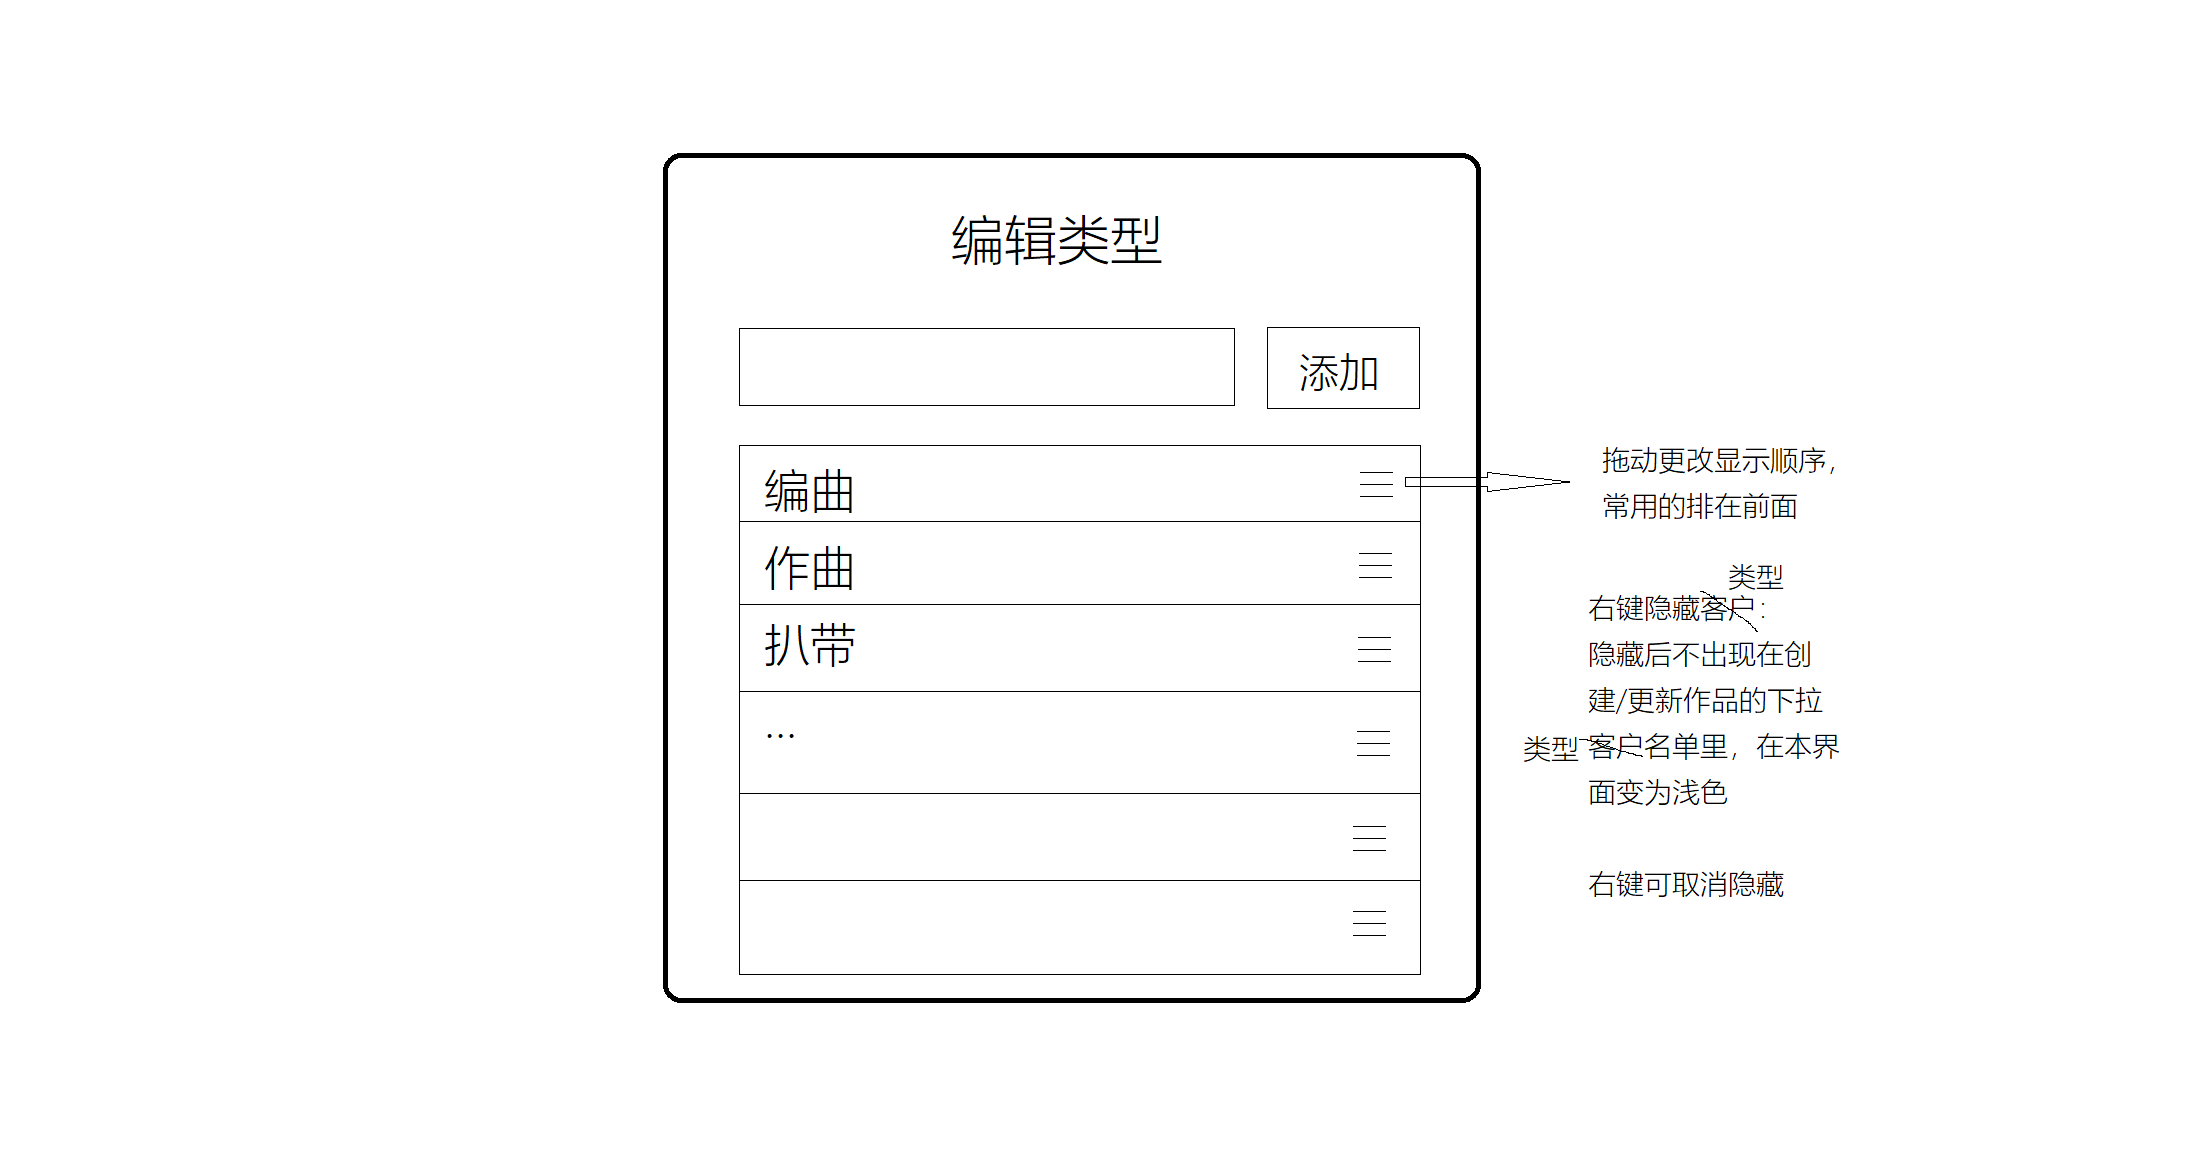 编辑类型
添加
编曲
作曲
扒带
...
拖动更改显示顺序，
常用的排在前面
类型
右键隐藏客户：
隐藏后不出现在创
建/更新作品的下拉
类型 客户名单里，在本界
面变为浅色
右键可取消隐藏